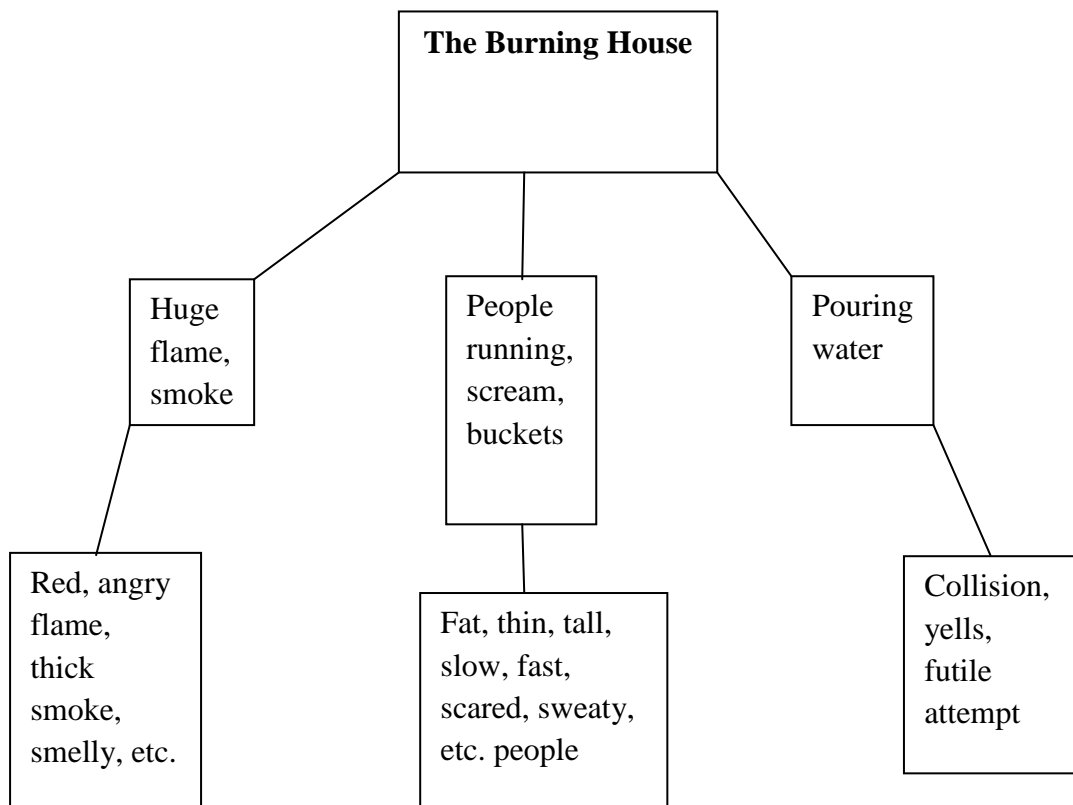 The Burning House
Huge
flame,
smoke
People
running,
scream,
buckets
Pouring
water
Red, angry
flame,
thick
smoke,
smelly, etc.
Fat, thin, tall,
slow, fast,
scared, sweaty,
etc. people
Collision,
yells,
futile
attempt